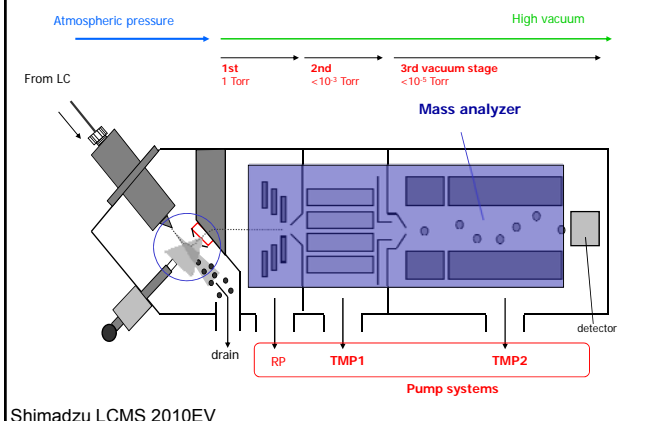 Atmospheric pressure
High vacuum
1st
1 Torr
2nd
<10⁻³ Torr
3rd vacuum stage
<10⁻⁵ Torr
From LC
Mass analyzer
detector
drain
RP
TMP1
TMP2
Pump systems
Shimadzu LCMS 2010EV